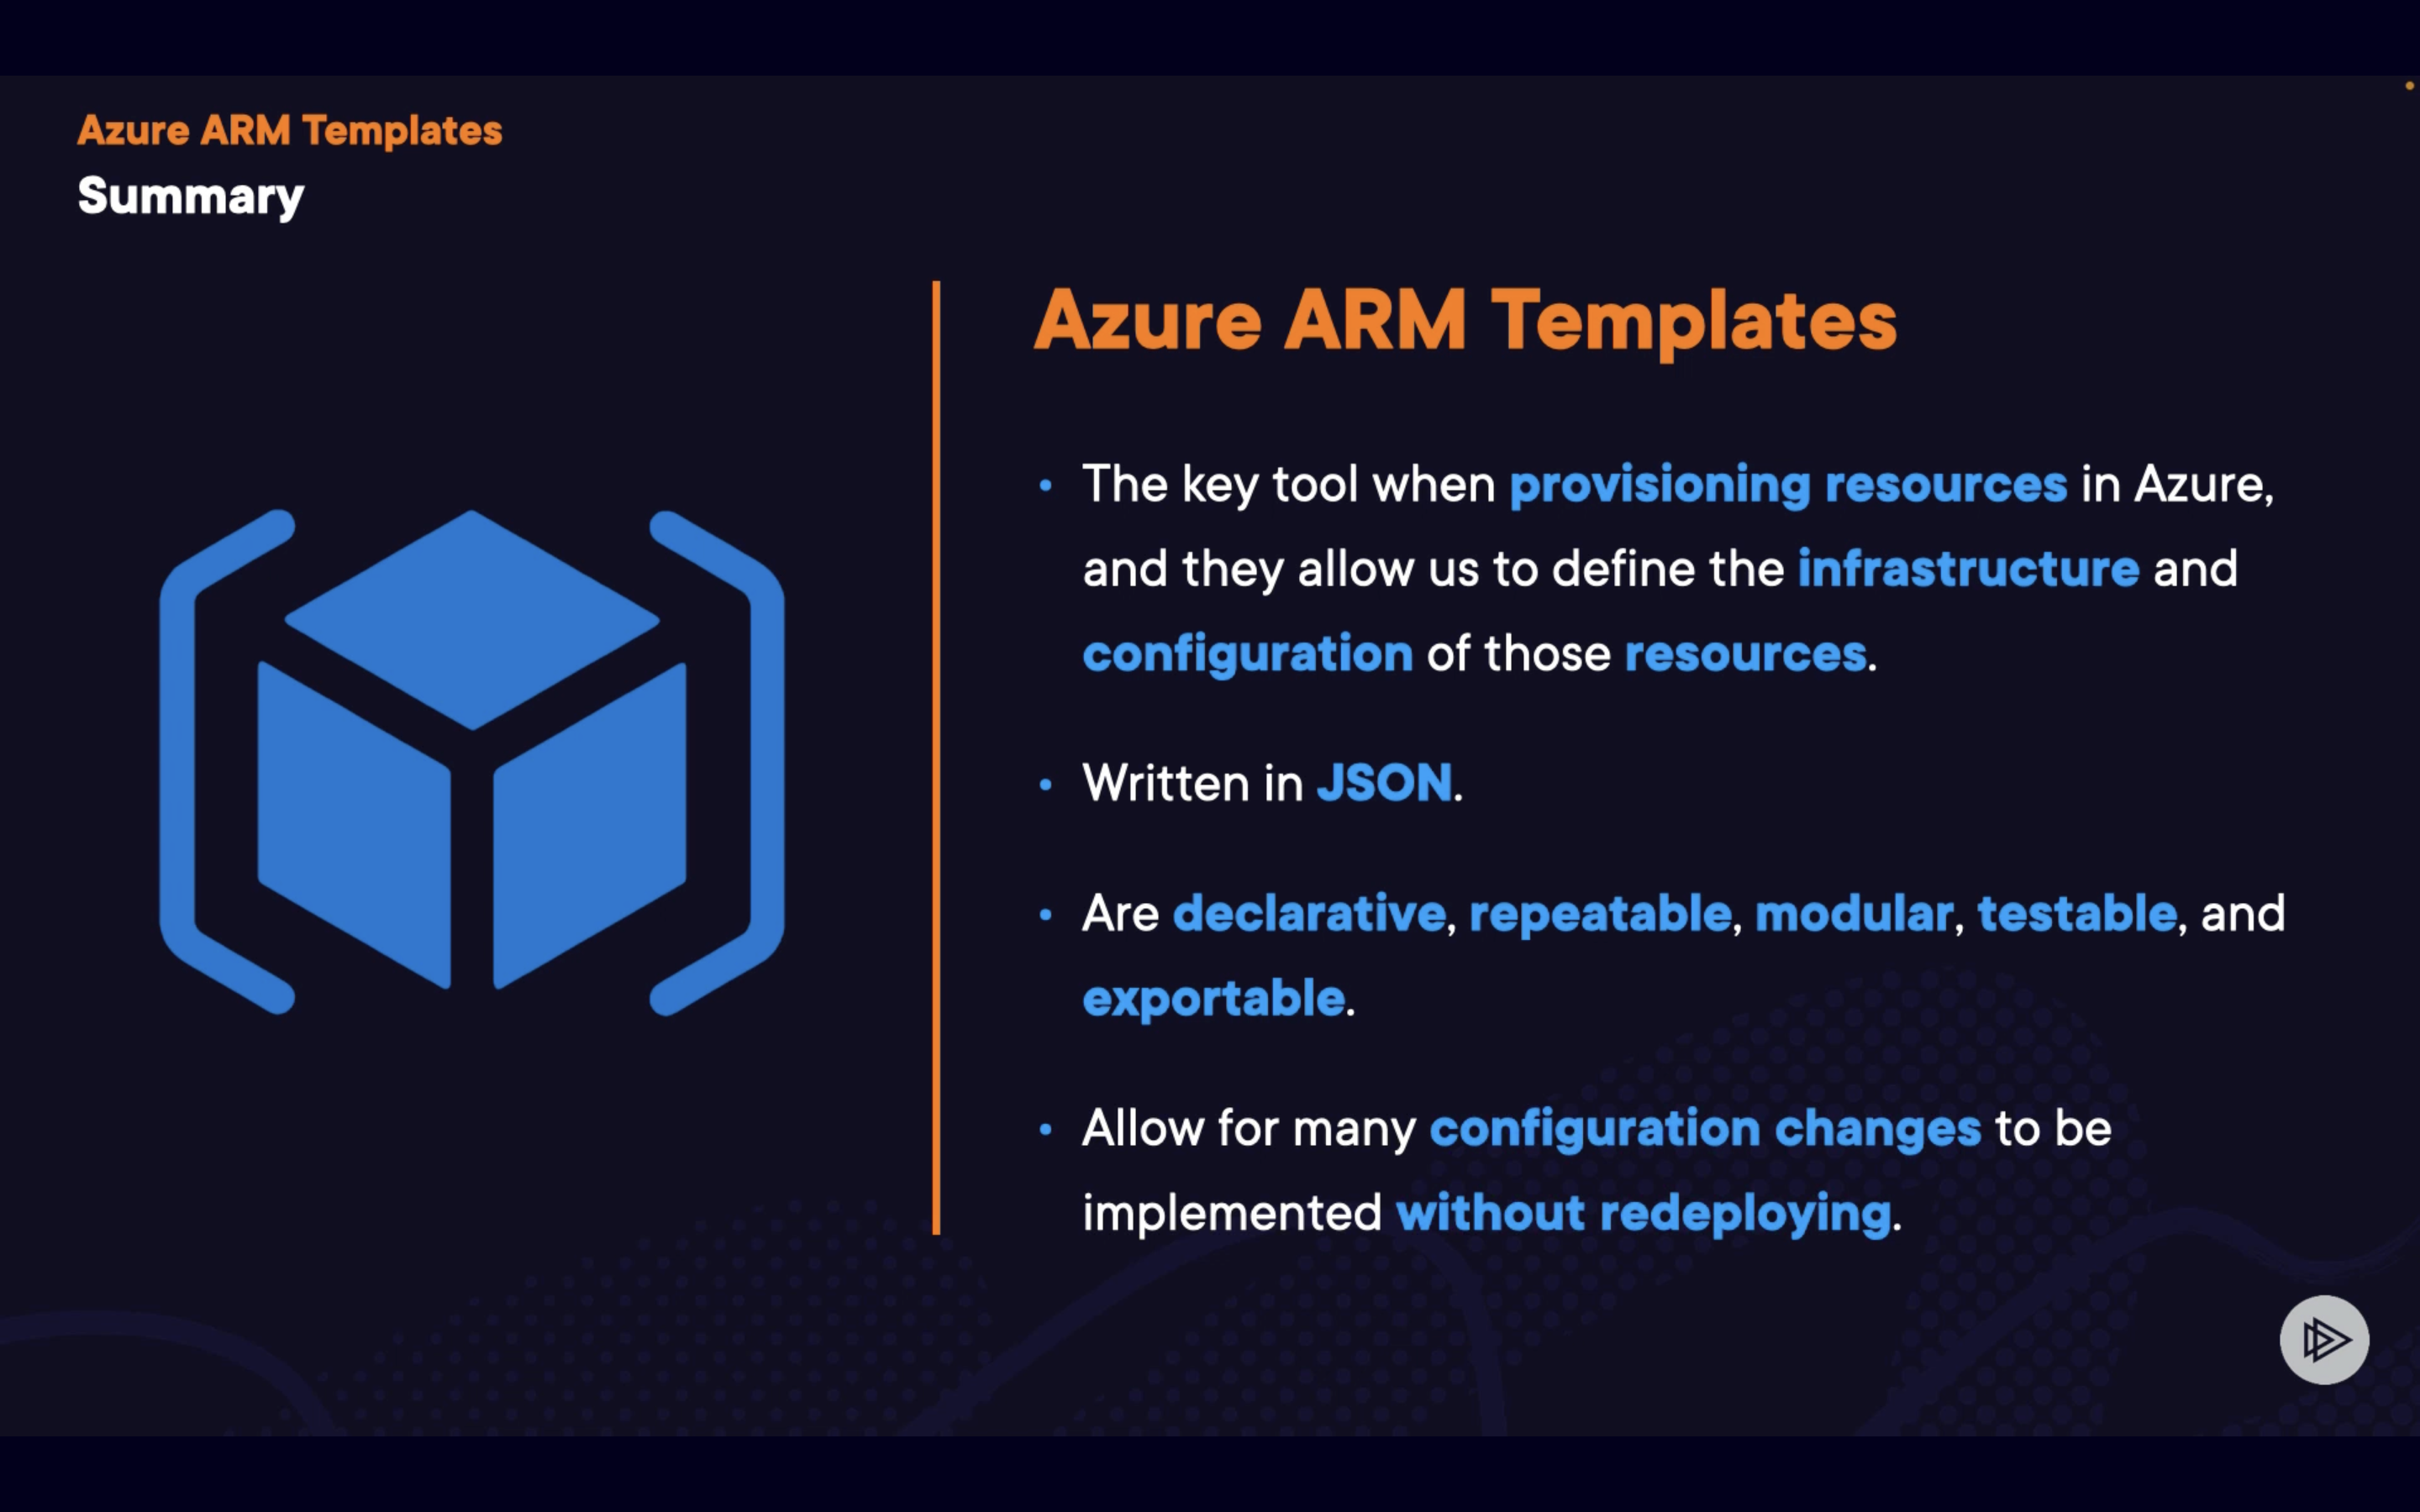 Azure ARM Templates
Summary
Azure ARM Templates
• The key tool when provisioning resources in Azure,
and they allow us to define the infrastructure and
configuration of those resources.
• Written in JSON.
• Are declarative, repeatable, modular, testable, and
exportable.
• Allow for many configuration changes to be
implemented without redeploying.